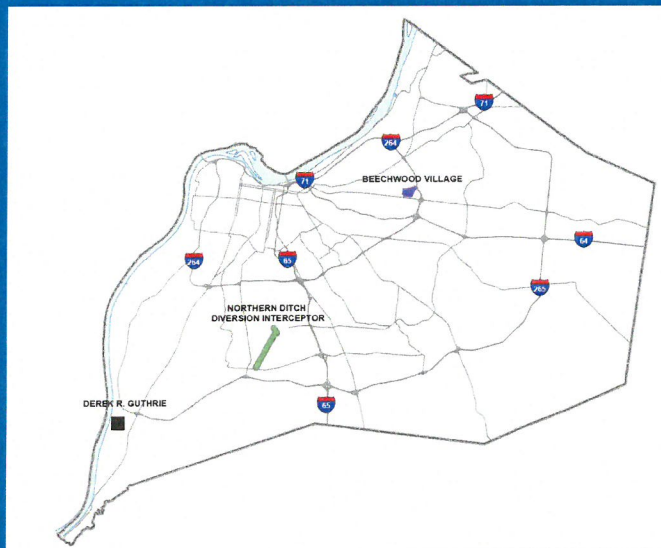 71
264
71
BEECHWOOD VILLAGE
64
264
65
265
NORTHERN DITCH
DIVERSION INTERCEPTOR
DEREK R. GUTHRIE
65